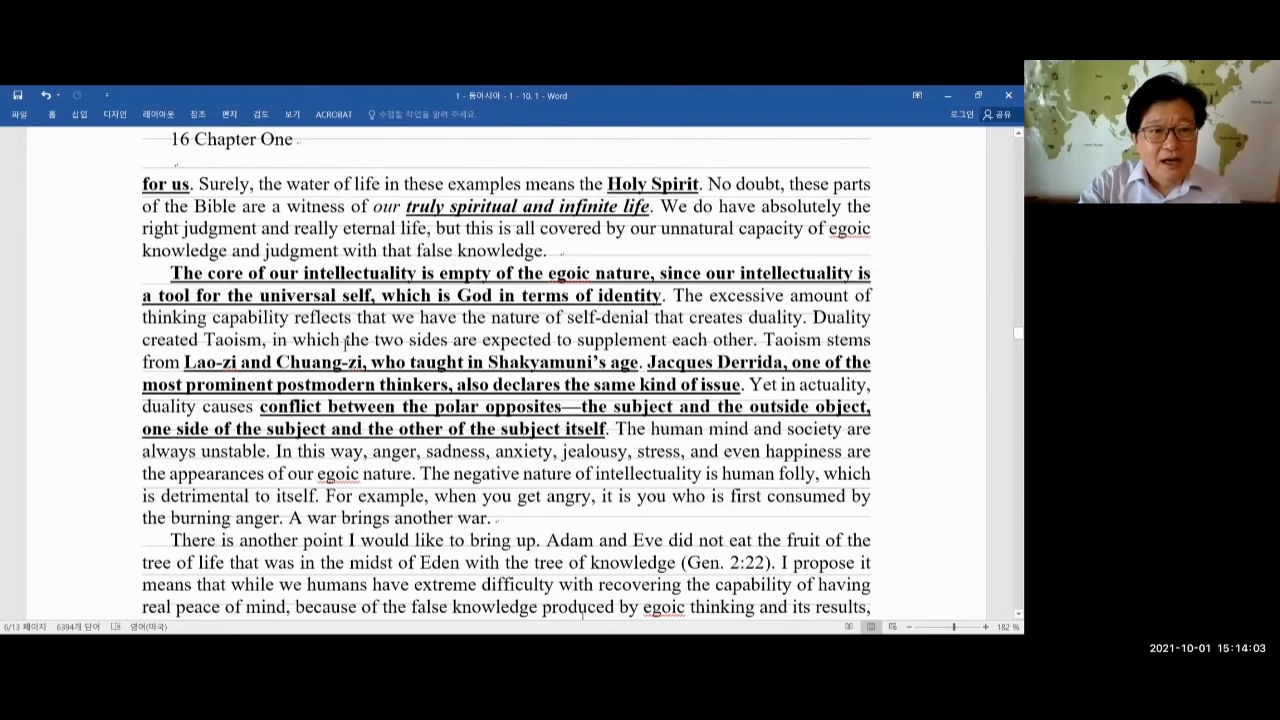 1 - 동아시아 - 1 - 10. 1 - Word
파일 홈 삽입 디자인 레이아웃 참조 편지 검토 보기 ACROBAT 수행할 작업을 알려 주세요. 로그인 공유
16 Chapter One
for us. Surely, the water of life in these examples means the Holy Spirit. No doubt, these parts
of the Bible are a witness of our truly spiritual and infinite life. We do have absolutely the
right judgment and really eternal life, but this is all covered by our unnatural capacity of egoic
knowledge and judgment with that false knowledge.
The core of our intellectuality is empty of the egoic nature, since our intellectuality is
a tool for the universal self, which is God in terms of identity. The excessive amount of
thinking capability reflects that we have the nature of self-denial that creates duality. Duality
created Taoism, in which the two sides are expected to supplement each other. Taoism stems
from Lao-zi and Chuang-zi, who taught in Shakyamuni's age. Jacques Derrida, one of the
most prominent postmodern thinkers, also declares the same kind of issue. Yet in actuality,
duality causes conflict between the polar opposites—the subject and the outside object,
one side of the subject and the other of the subject itself. The human mind and society are
always unstable. In this way, anger, sadness, anxiety, jealousy, stress, and even happiness are
the appearances of our egoic nature. The negative nature of intellectuality is human folly, which
is detrimental to itself. For example, when you get angry, it is you who is first consumed by
the burning anger. A war brings another war.
There is another point I would like to bring up. Adam and Eve did not eat the fruit of the
tree of life that was in the midst of Eden with the tree of knowledge (Gen. 2:22). I propose it
means that while we humans have extreme difficulty with recovering the capability of having
real peace of mind, because of the false knowledge produced by egoic thinking and its results,
6/13 페이지 6394개 단어 영어(미국) 182 %
2021-10-01 15:14:03